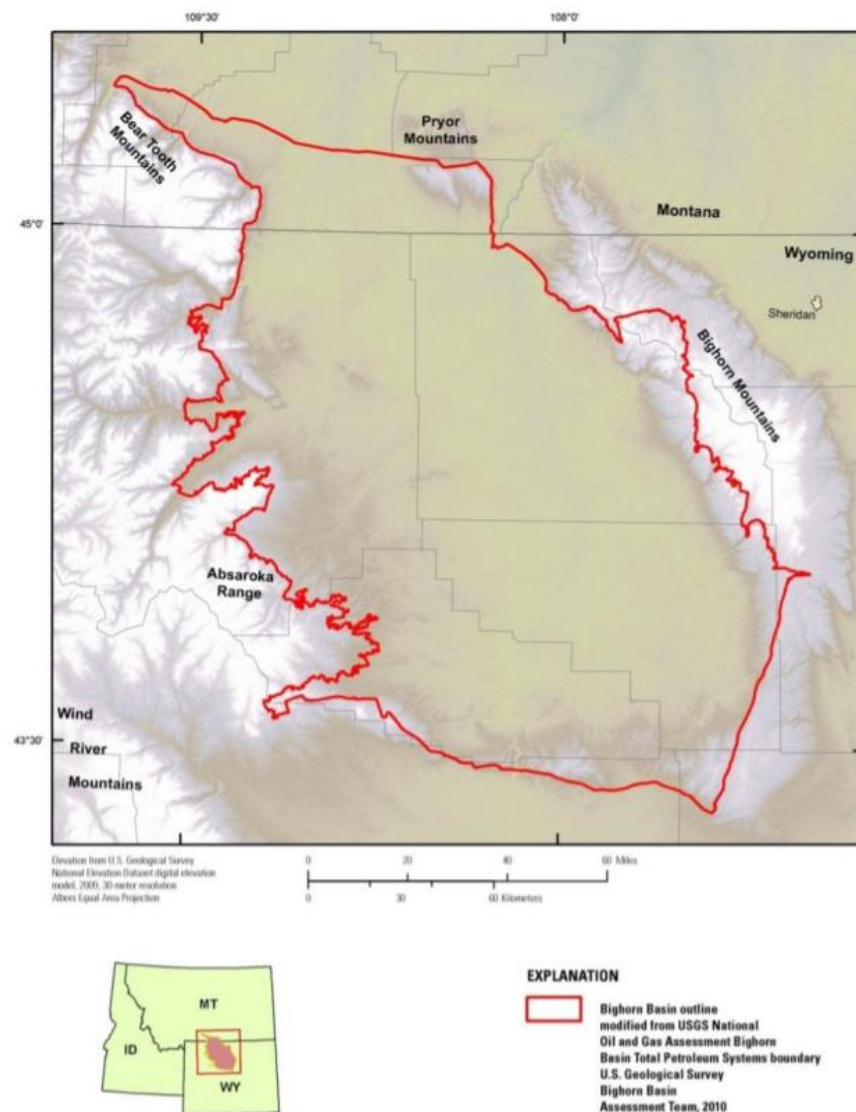 109°30'
108°0'
Bear Tooth
Mountains
Pryor
Mountains
45°0'
Montana
Wyoming
Sheridan
Bighorn Mountains
Absaroka
Range
Wind
River
Mountains
43°30'
Elevation from U.S. Geological Survey
National Elevation Dataset digital elevation
model, 2009, 30-meter resolution
Albers Equal Area Projection
0 20 40 60 Miles
0 30 60 Kilometers
MT
ID
WY
EXPLANATION
Bighorn Basin outline
modified from USGS National
Oil and Gas Assessment Bighorn
Basin Total Petroleum Systems boundary
U.S. Geological Survey
Bighorn Basin
Assessment Team, 2010